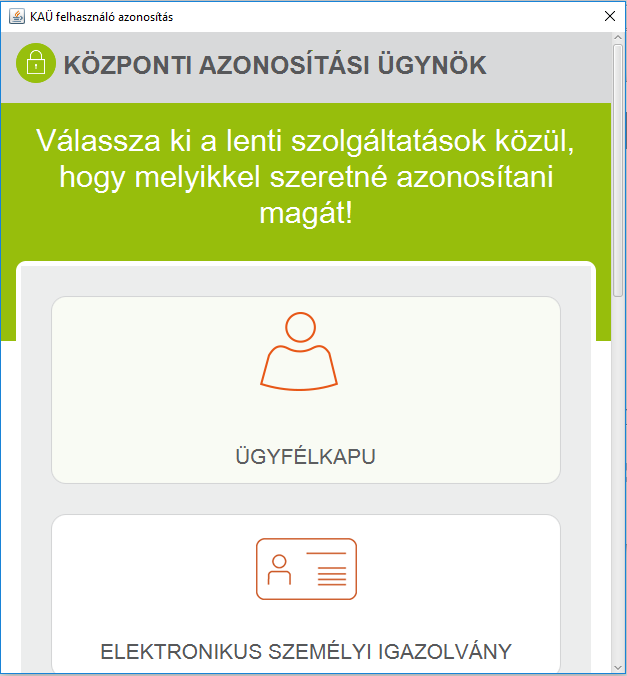 KAÜ felhasználó azonosítás
KÖZPONTI AZONOSÍTÁSI ÜGYNÖK
Válassza ki a lenti szolgáltatások közül,
hogy melyikkel szeretné azonosítani
magát!
ÜGYFÉLKAPU
ELEKTRONIKUS SZEMÉLYI IGAZOLVÁNY